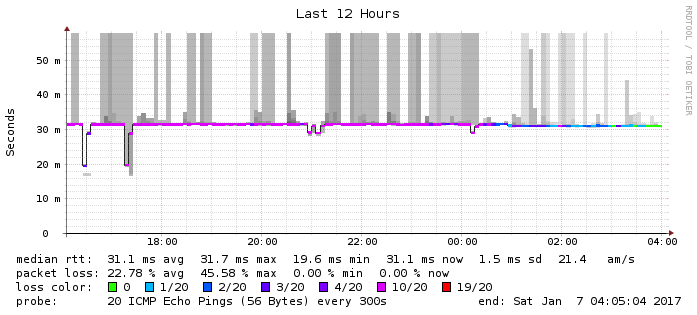 Last 12 Hours
RRDTOOL / TOBI OETIKER
Seconds
50 m
40 m
30 m
20 m
10 m
0
18:00 20:00 22:00 00:00 02:00 04:00
median rtt: 31.1 ms avg 31.7 ms max 19.6 ms min 31.1 ms now 1.5 ms sd 21.4 am/s
packet loss: 22.78 % avg 45.58 % max 0.00 % min 0.00 % now
loss color: 0 1/20 2/20 3/20 4/20 10/20 19/20
probe: 20 ICMP Echo Pings (56 Bytes) every 300s end: Sat Jan 7 04:05:04 2017